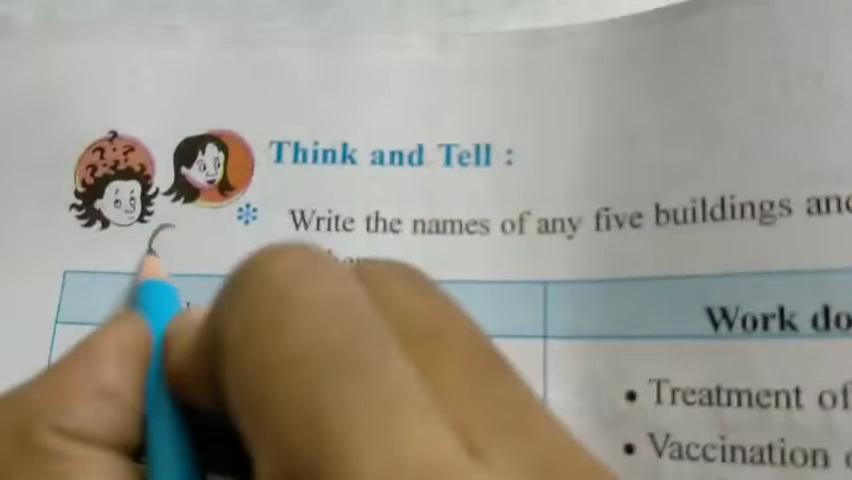 Think and Tell :
* Write the names of any five buildings and
Work do
• Treatment of
• Vaccination